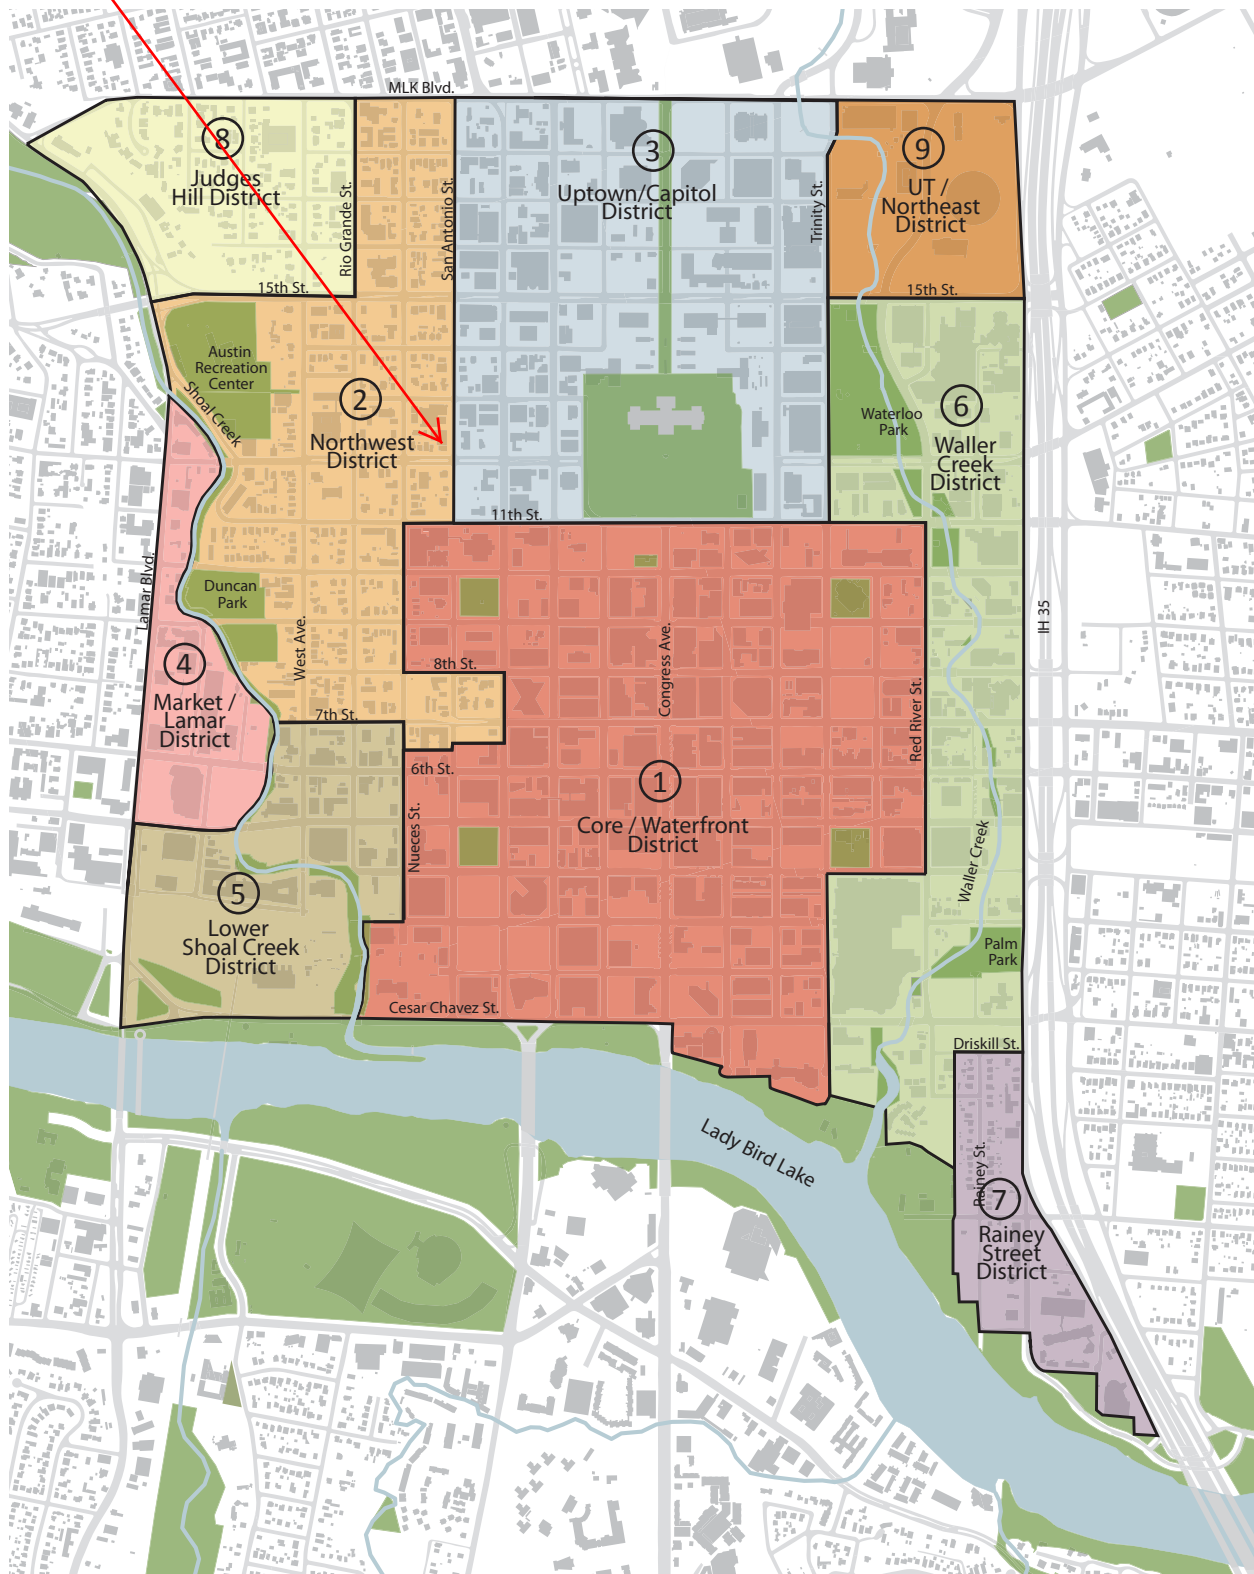 MLK Blvd.
8
Judges
Hill District
Rio Grande St.
San Antonio St.
3
Uptown/Capitol
District
Trinity St.
9
UT /
Northeast
District
15th St.
15th St.
Austin
Recreation
Center
Shoal Creek
2
Northwest
District
Waterloo
Park
6
Waller
Creek
District
11th St.
Lamar Blvd.
Duncan
Park
West Ave.
IH 35
4
Market /
Lamar
District
8th St.
Congress Ave.
Red River St.
7th St.
6th St.
1
Core / Waterfront
District
Nueces St.
Waller Creek
5
Lower
Shoal Creek
District
Palm
Park
Cesar Chavez St.
Driskill St.
Lady Bird Lake
Rainey St.
7
Rainey
Street
District